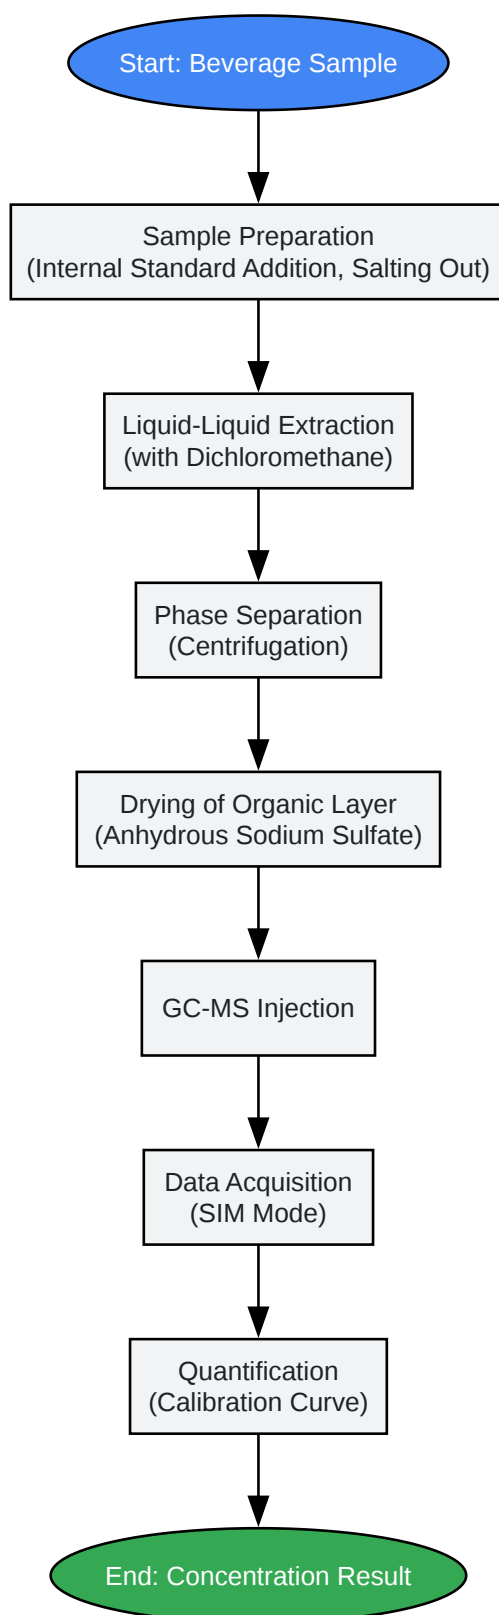 Start: Beverage Sample
Sample Preparation
(Internal Standard Addition, Salting Out)
Liquid-Liquid Extraction
(with Dichloromethane)
Phase Separation
(Centrifugation)
Drying of Organic Layer
(Anhydrous Sodium Sulfate)
GC-MS Injection
Data Acquisition
(SIM Mode)
Quantification
(Calibration Curve)
End: Concentration Result